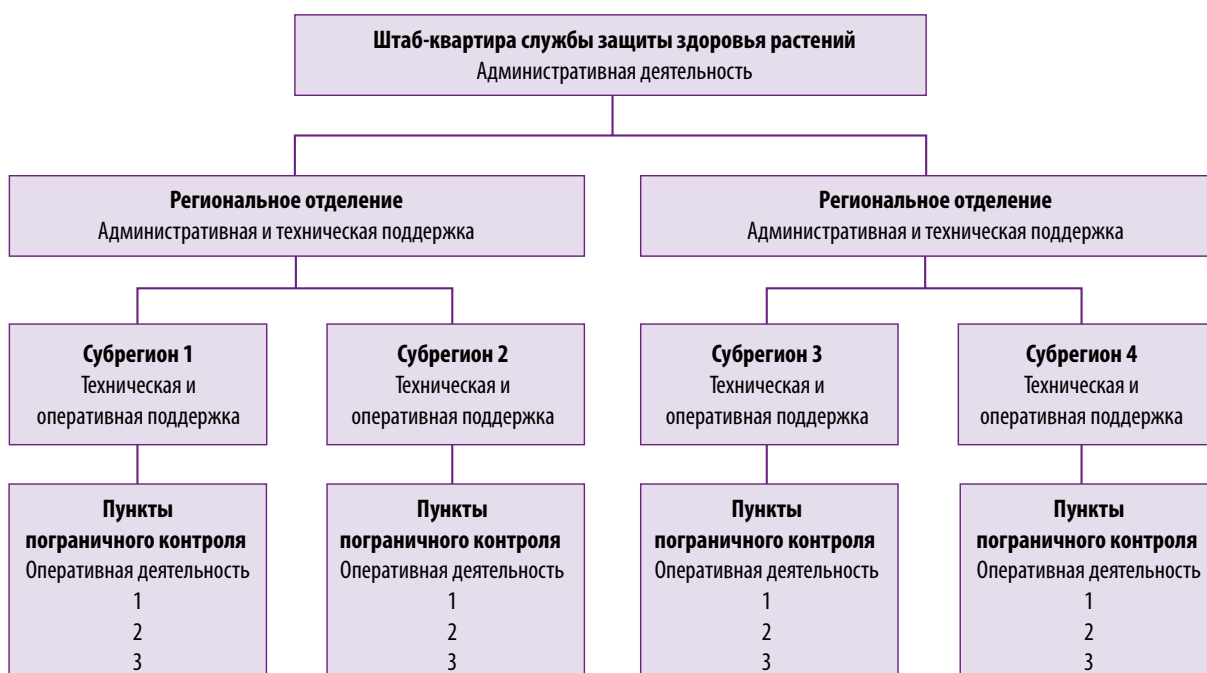 Штаб-квартира службы защиты здоровья растений
Административная деятельность
Региональное отделение
Административная и техническая поддержка
Региональное отделение
Административная и техническая поддержка
Субрегион 1
Техническая и
оперативная поддержка
Субрегион 2
Техническая и
оперативная поддержка
Субрегион 3
Техническая и
оперативная поддержка
Субрегион 4
Техническая и
оперативная поддержка
Пункты
пограничного контроля
Оперативная деятельность
1
2
3
Пункты
пограничного контроля
Оперативная деятельность
1
2
3
Пункты
пограничного контроля
Оперативная деятельность
1
2
3
Пункты
пограничного контроля
Оперативная деятельность
1
2
3